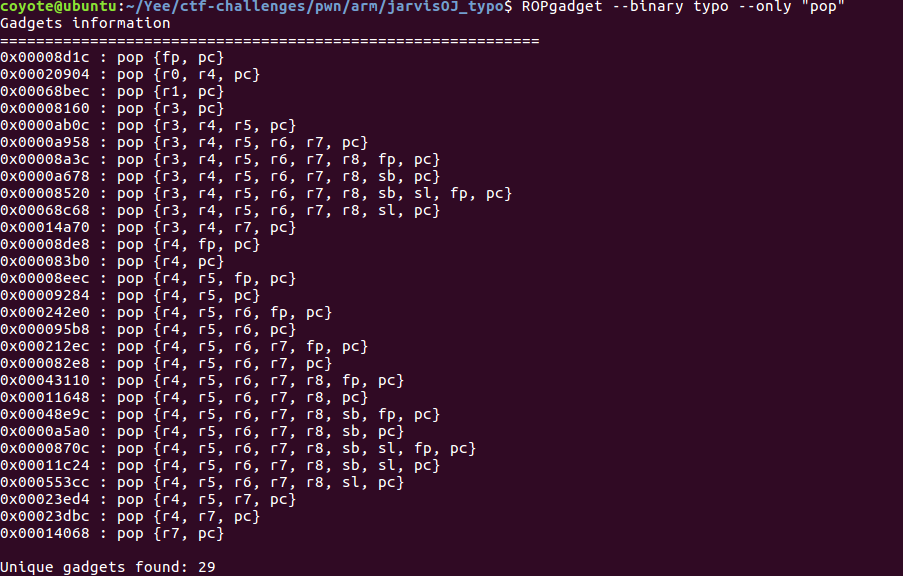 coyote@ubuntu:~/Yee/ctf-challenges/pwn/arm/jarvisOJ_typo$ ROPgadget --binary typo --only "pop"
Gadgets information
============================================================
0x00008d1c : pop {fp, pc}
0x00020904 : pop {r0, r4, pc}
0x00068bec : pop {r1, pc}
0x00008160 : pop {r3, pc}
0x0000ab0c : pop {r3, r4, r5, pc}
0x0000a958 : pop {r3, r4, r5, r6, r7, pc}
0x00008a3c : pop {r3, r4, r5, r6, r7, r8, fp, pc}
0x0000a678 : pop {r3, r4, r5, r6, r7, r8, sb, pc}
0x00008520 : pop {r3, r4, r5, r6, r7, r8, sb, sl, fp, pc}
0x00068c68 : pop {r3, r4, r5, r6, r7, r8, sl, pc}
0x00014a70 : pop {r3, r4, r7, pc}
0x00008de8 : pop {r4, fp, pc}
0x000083b0 : pop {r4, pc}
0x00008eec : pop {r4, r5, fp, pc}
0x00009284 : pop {r4, r5, pc}
0x000242e0 : pop {r4, r5, r6, fp, pc}
0x000095b8 : pop {r4, r5, r6, pc}
0x000212ec : pop {r4, r5, r6, r7, fp, pc}
0x000082e8 : pop {r4, r5, r6, r7, pc}
0x00043110 : pop {r4, r5, r6, r7, r8, fp, pc}
0x00011648 : pop {r4, r5, r6, r7, r8, pc}
0x00048e9c : pop {r4, r5, r6, r7, r8, sb, fp, pc}
0x0000a5a0 : pop {r4, r5, r6, r7, r8, sb, pc}
0x0000870c : pop {r4, r5, r6, r7, r8, sb, sl, fp, pc}
0x00011c24 : pop {r4, r5, r6, r7, r8, sb, sl, pc}
0x000553cc : pop {r4, r5, r6, r7, r8, sl, pc}
0x00023ed4 : pop {r4, r5, r7, pc}
0x00023dbc : pop {r4, r7, pc}
0x00014068 : pop {r7, pc}
Unique gadgets found: 29